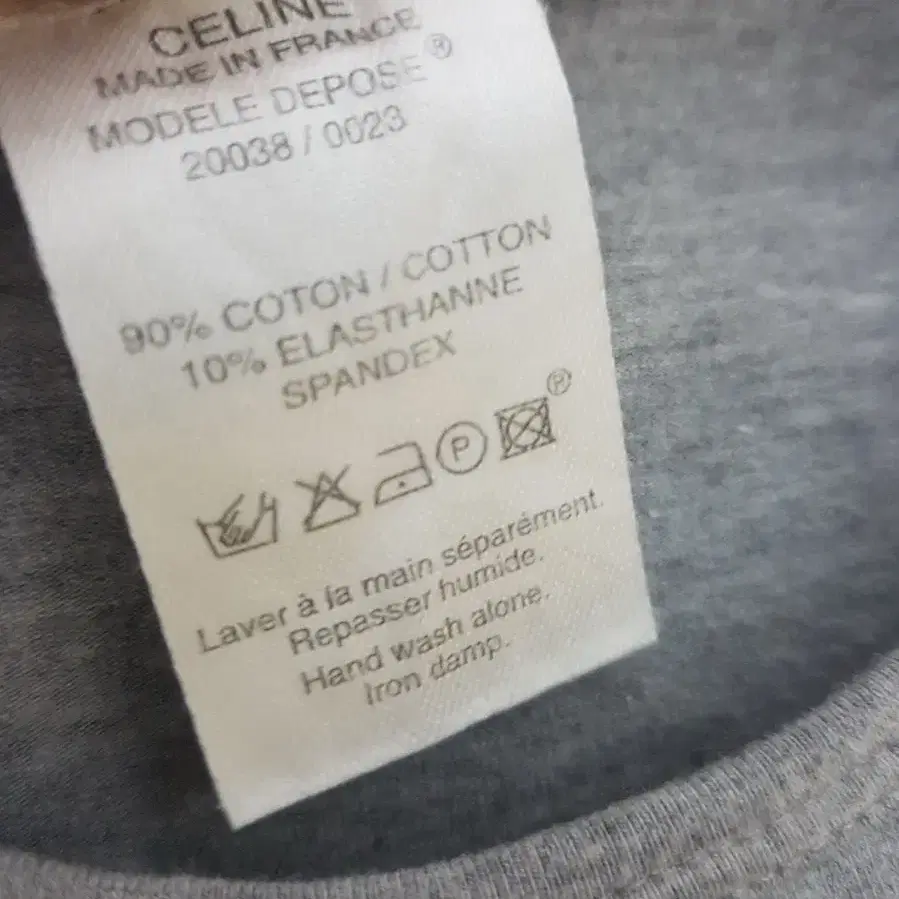 CELINE
MADE IN FRANCE
MODELE DEPOSE®
20038 / 0023
90% COTON / COTTON
10% ELASTHANNE
SPANDEX
P ®
Laver à la main séparément.
Repasser humide.
Hand wash alone.
Iron damp.